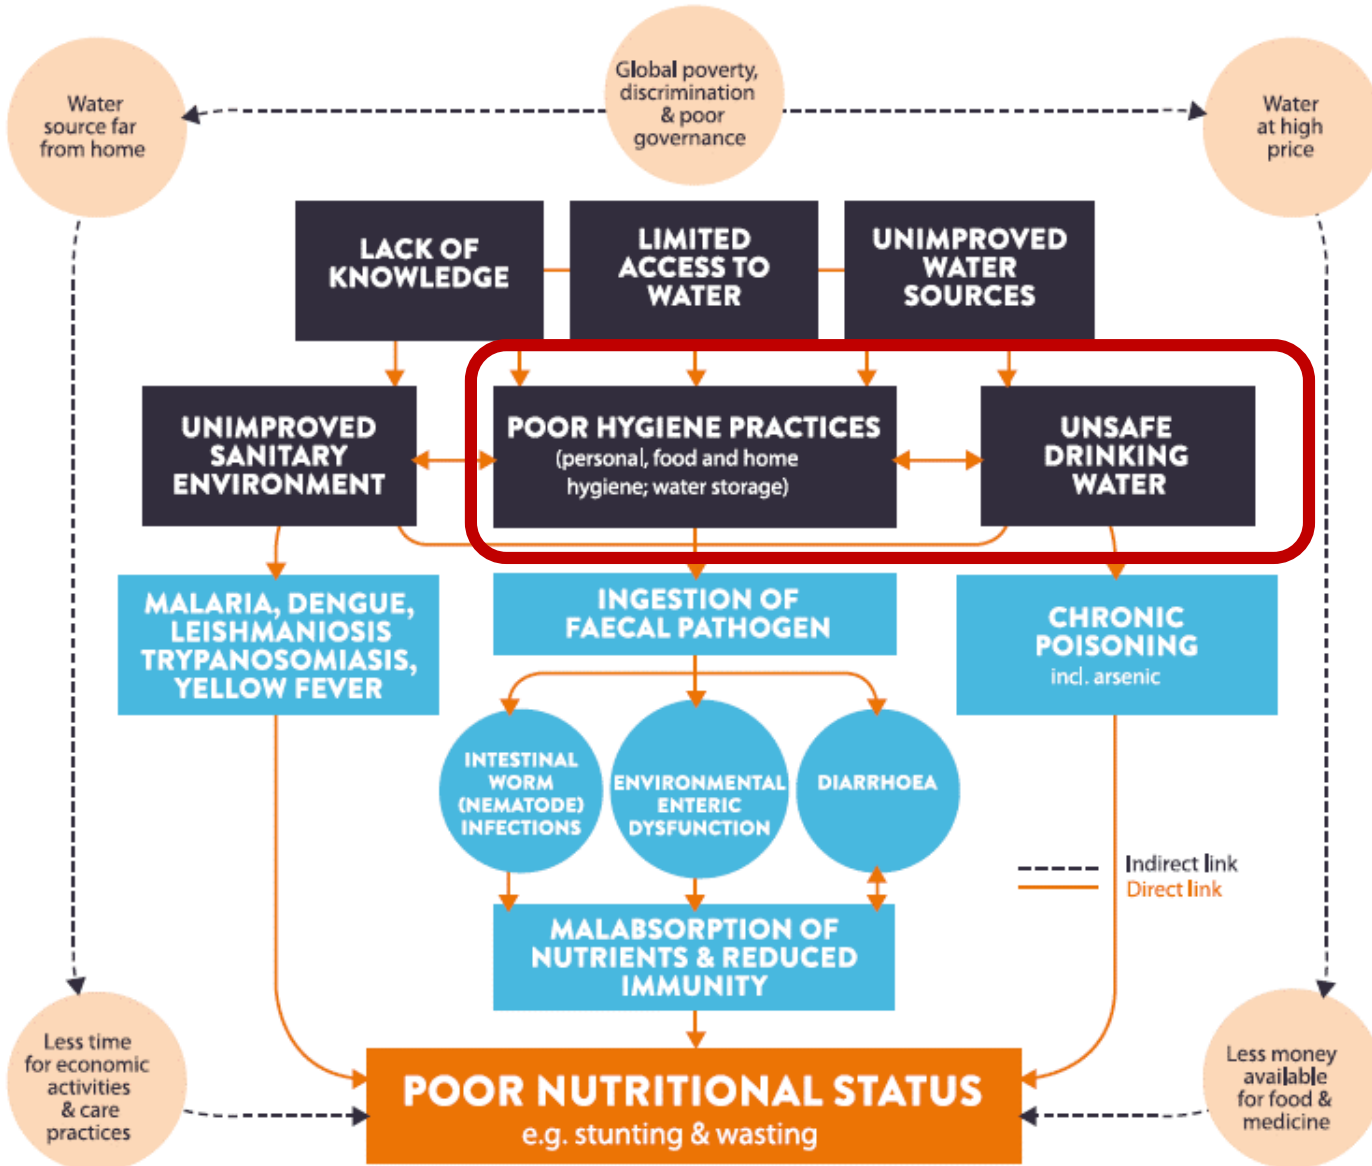 Global poverty,
discrimination
& poor
governance
Water
source far
from home
Water
at high
price
LACK OF
KNOWLEDGE
LIMITED
ACCESS TO
WATER
UNIMPROVED
WATER
SOURCES
UNIMPROVED
SANITARY
ENVIRONMENT
POOR HYGIENE PRACTICES
(personal, food and home
hygiene; water storage)
UNSAFE
DRINKING
WATER
MALARIA, DENGUE,
LEISHMANIOSIS
TRYPANOSOMIASIS,
YELLOW FEVER
INGESTION OF
FAECAL PATHOGEN
CHRONIC
POISONING
incl. arsenic
INTESTINAL
WORM
(NEMATODE)
INFECTIONS
ENVIRONMENTAL
ENTERIC
DYSFUNCTION
DIARRHOEA
Indirect link
Direct link
MALABSORPTION OF
NUTRIENTS & REDUCED
IMMUNITY
Less time
for economic
activities
& care
practices
Less money
available
for food &
medicine
POOR NUTRITIONAL STATUS
e.g. stunting & wasting